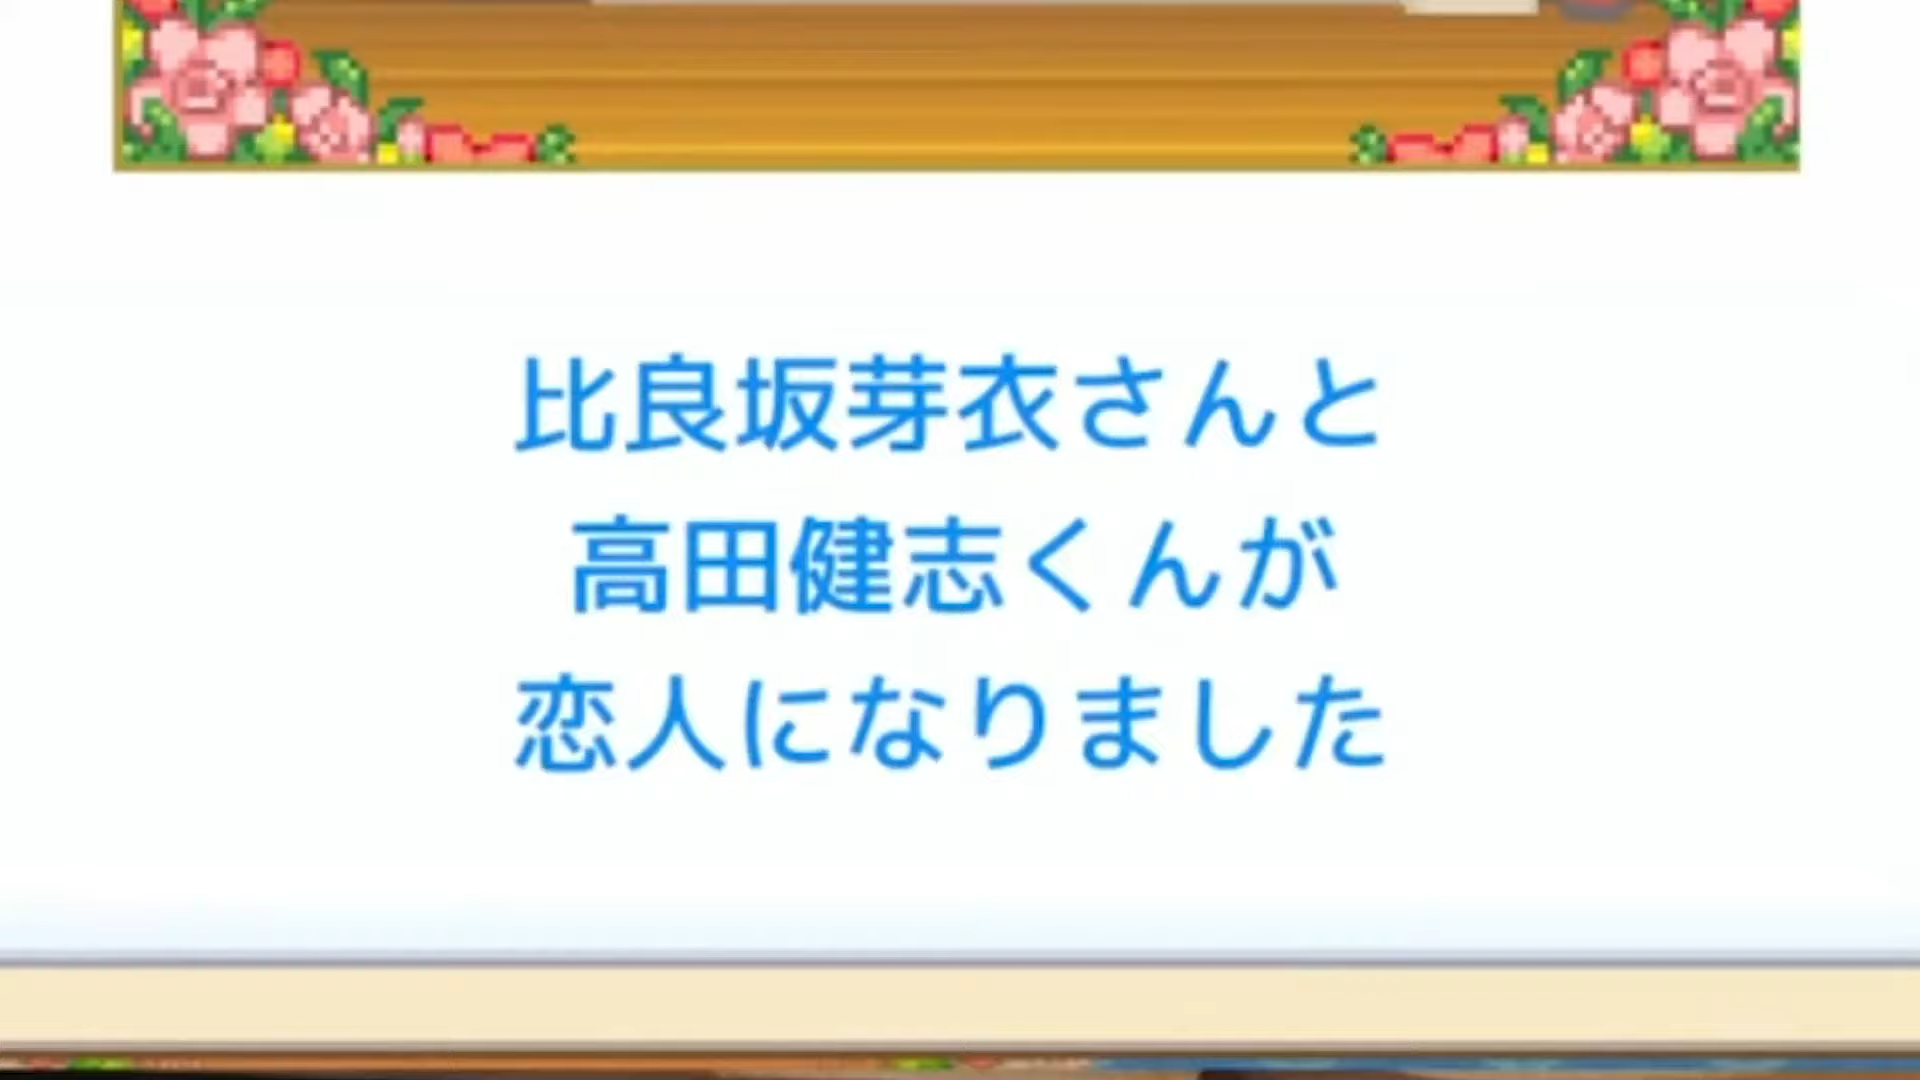 比良坂芽衣さんと
高田健志くんが
恋人になりました